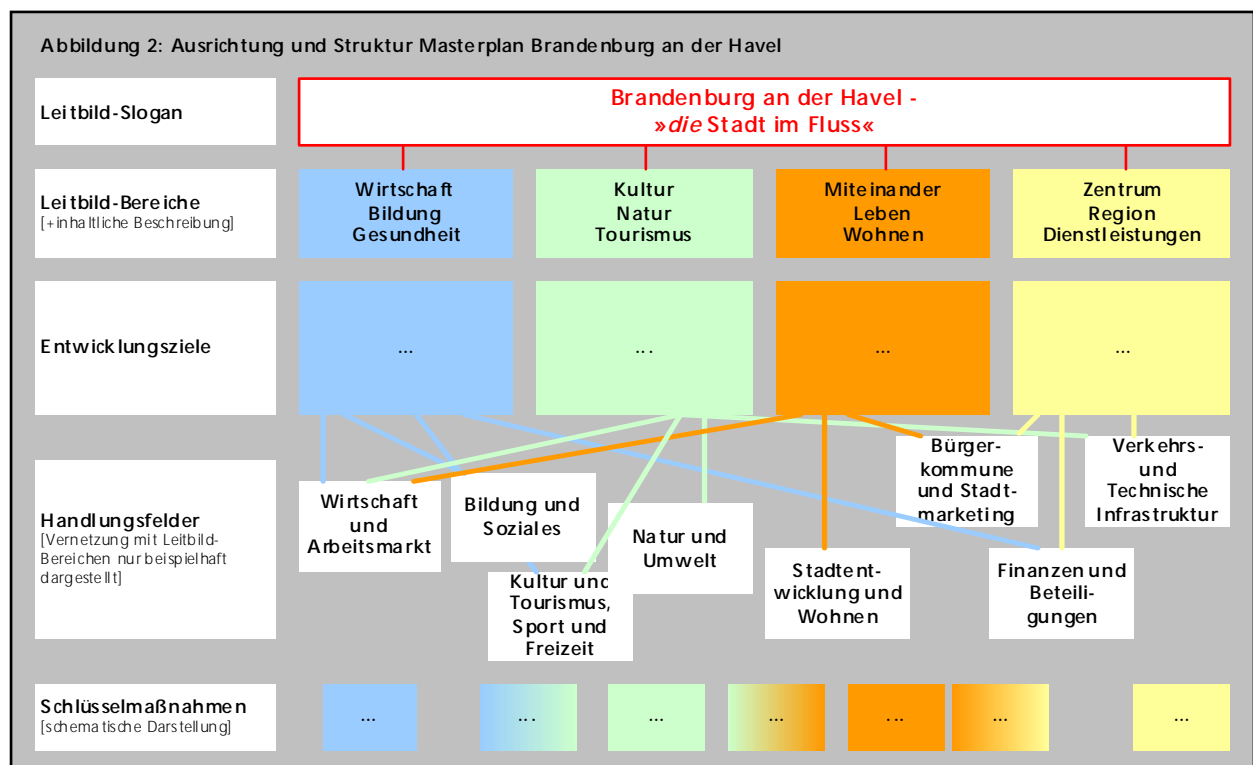 Abbildung 2: Ausrichtung und Struktur Masterplan Brandenburg an der Havel
Leitbild-Slogan
Brandenburg an der Havel -
»die Stadt im Fluss«
Leitbild-Bereiche
[+inhaltliche Beschreibung]
Wirtschaft
Bildung
Gesundheit
Kultur
Natur
Tourismus
Miteinander
Leben
Wohnen
Zentrum
Region
Dienstleistungen
Entwicklungsziele
...
...
...
...
Handlungsfelder
[Vernetzung mit Leitbild-
Bereichen nur beispielhaft
dargestellt]
Wirtschaft
und
Arbeitsmarkt
Bildung und
Soziales
Kultur und
Tourismus,
Sport und
Freizeit
Natur und
Umwelt
Stadtent-
wicklung und
Wohnen
Bürger-
kommune
und Stadt-
marketing
Finanzen und
Beteili-
gungen
Verkehrs-
und
Technische
Infrastruktur
Schlüsselmaßnahmen
[schematische Darstellung]
...
...
...
...
...
...
...